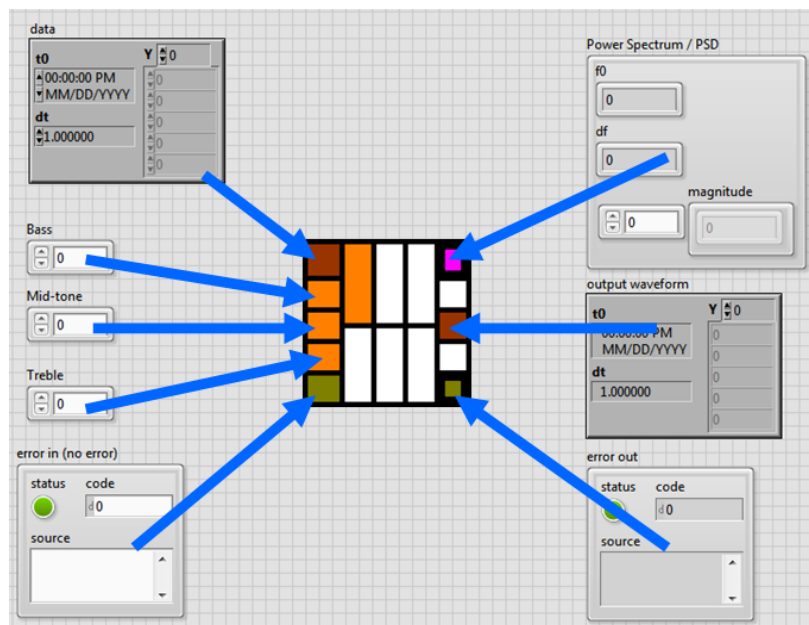 data
t0
Y 0
00:00:00 PM
MM/DD/YYYY
0
0
dt
0
1.000000
0
0
Bass
0
Mid-tone
0
Treble
0
error in (no error)
status code
d 0
source
Power Spectrum / PSD
f0
0
df
0
magnitude
0
0
output waveform
t0
Y 0
00:00:00 PM
MM/DD/YYYY
0
0
dt
0
1.000000
0
0
error out
status code
d 0
source